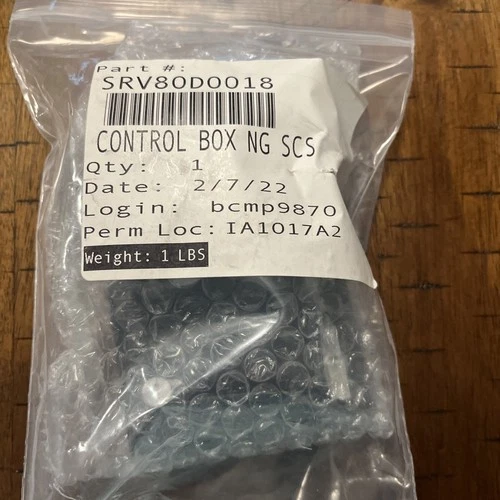 Part #:
SRV80D0018
CONTROL BOX NG SCS
Qty: 1
Date: 2/7/22
Login: bcmp9870
Perm Loc: IA1017A2
Weight: 1 LBS